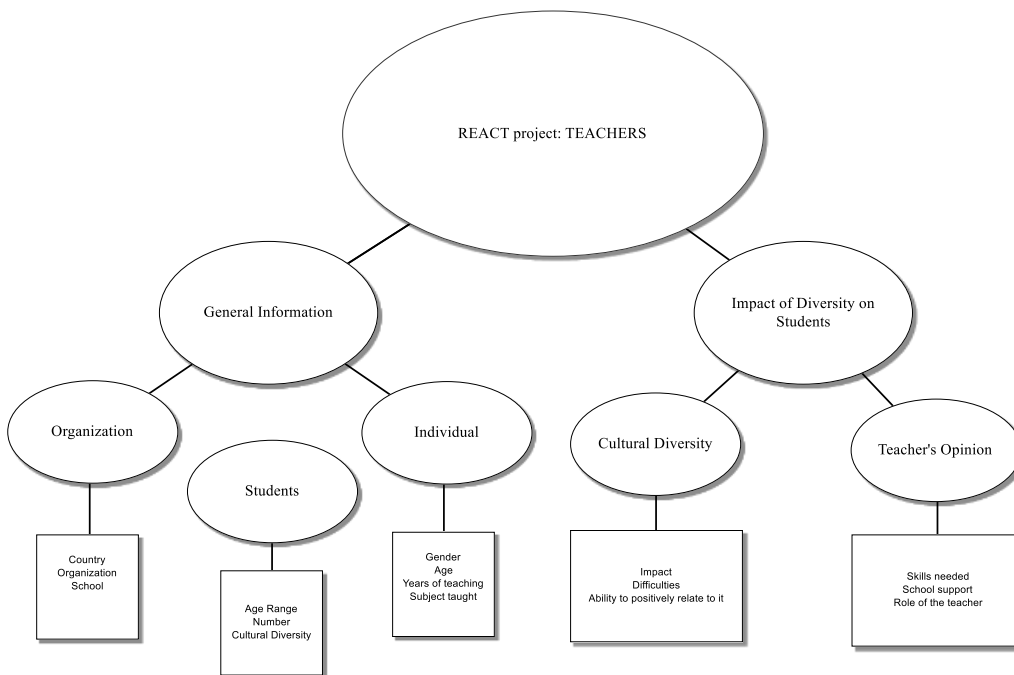 REACT project: TEACHERS
General Information
Impact of Diversity on
Students
Organization
Students
Individual
Cultural Diversity
Teacher's Opinion
Country
Organization
School
Age Range
Number
Cultural Diversity
Gender
Age
Years of teaching
Subject taught
Impact
Difficulties
Ability to positively relate to it
Skills needed
School support
Role of the teacher